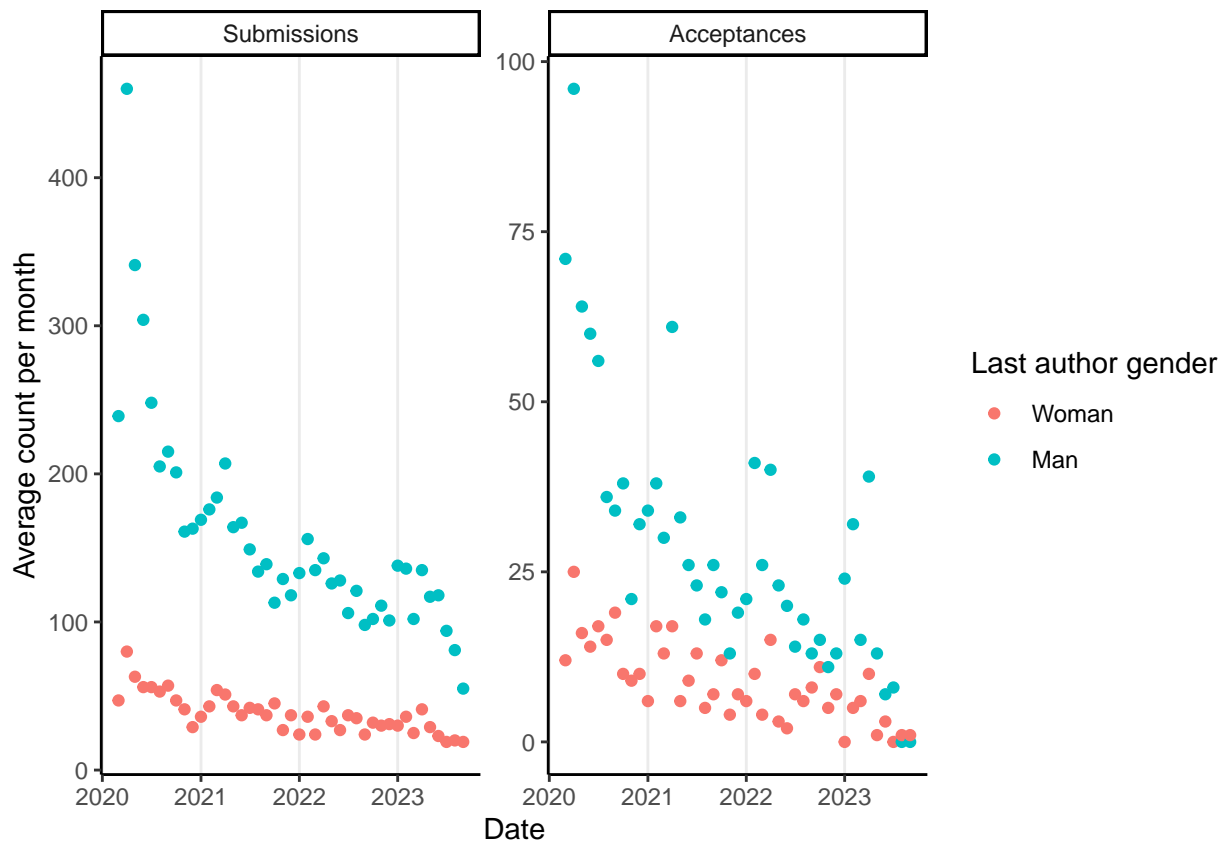 Submissions
Acceptances
Average count per month
400
300
200
100
0
100
75
50
25
0
2020
2021
2022
2023
2020
2021
2022
2023
Date
Last author gender
Woman
Man